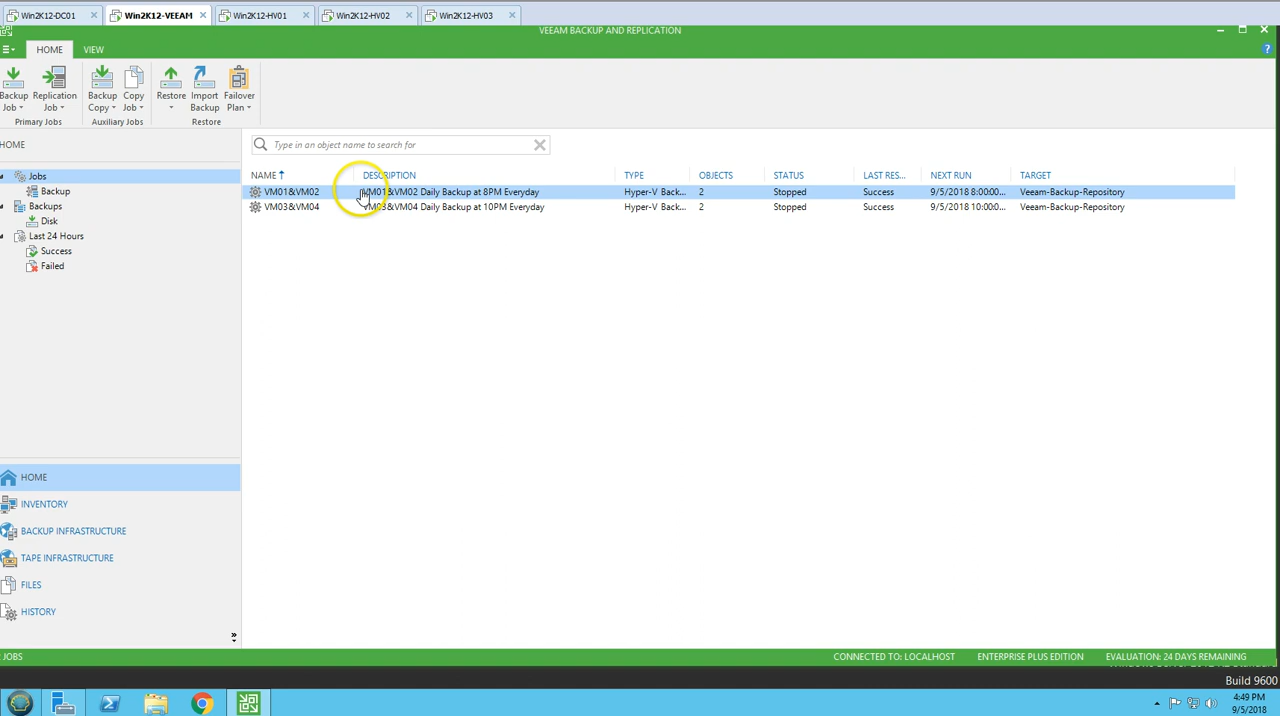 Win2K12-DC01 Win2K12-VEEAM Win2K12-HV01 Win2K12-HV02 Win2K12-HV03
VEEAM BACKUP AND REPLICATION
HOME VIEW
Backup Job Replication Job Backup Copy Copy Job Restore Import Backup Failover Plan
Primary Jobs Auxiliary Jobs Restore
HOME
Type in an object name to search for
Jobs
Backup
Backups
Disk
Last 24 Hours
Success
Failed
NAME DESCRIPTION TYPE OBJECTS STATUS LAST RES... NEXT RUN TARGET
VM01&VM02 VM01&VM02 Daily Backup at 8PM Everyday Hyper-V Back... 2 Stopped Success 9/5/2018 8:00:00... Veeam-Backup-Repository
VM03&VM04 VM03&VM04 Daily Backup at 10PM Everyday Hyper-V Back... 2 Stopped Success 9/5/2018 10:00:0... Veeam-Backup-Repository
HOME
INVENTORY
BACKUP INFRASTRUCTURE
TAPE INFRASTRUCTURE
FILES
HISTORY
JOBS CONNECTED TO: LOCALHOST ENTERPRISE PLUS EDITION EVALUATION: 24 DAYS REMAINING
Build 9600
4:49 PM
9/5/2018